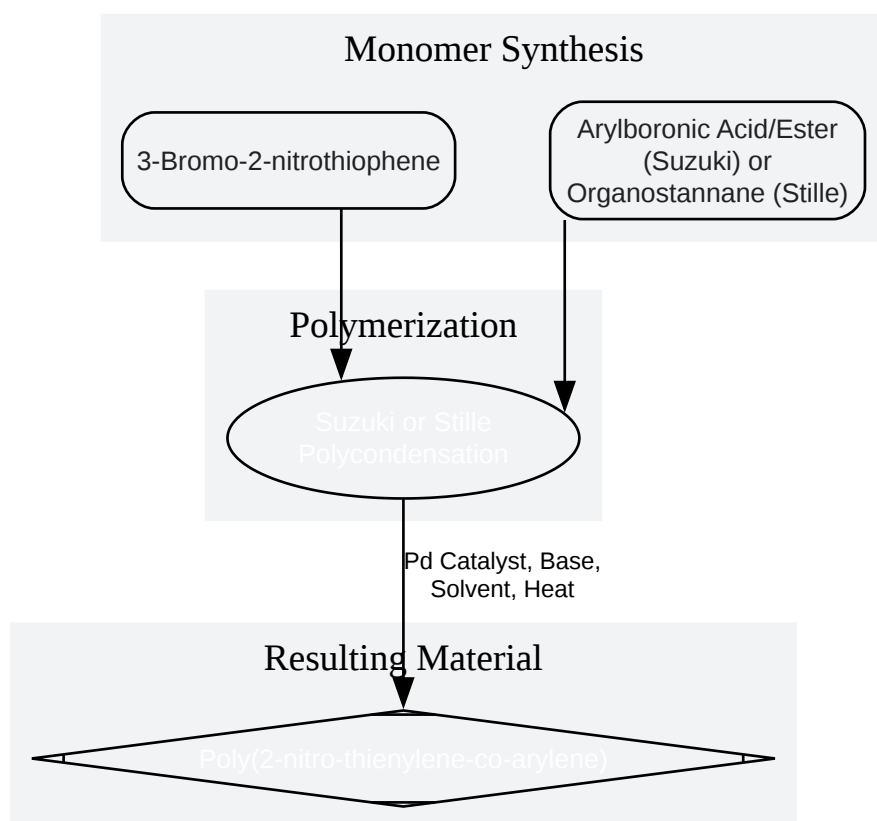 Monomer Synthesis
3-Bromo-2-nitrothiophene
Arylboronic Acid/Ester
(Suzuki) or
Organostannane (Stille)
Polymerization
Suzuki or Stille
Polycondensation
Pd Catalyst, Base,
Solvent, Heat
Resulting Material
Poly(2-nitro-thienylene-co-arylene)